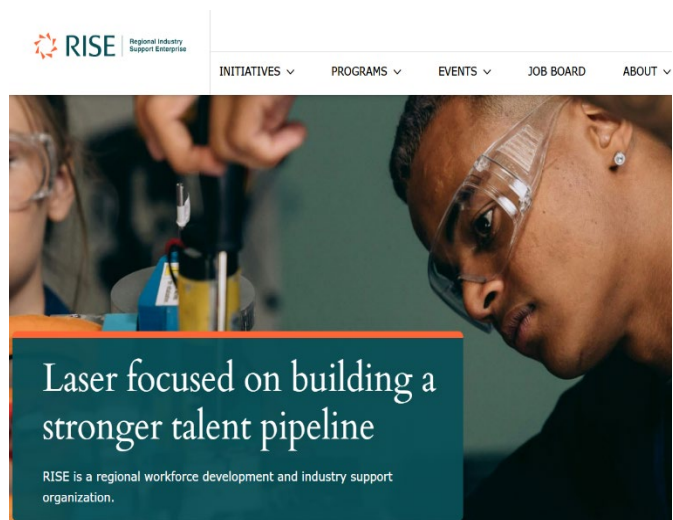 RISE
Regional Industry
Support Enterprise
INITIATIVES
PROGRAMS
EVENTS
JOB BOARD
ABOUT
Laser focused on building a
stronger talent pipeline
RISE is a regional workforce development and industry support
organization.